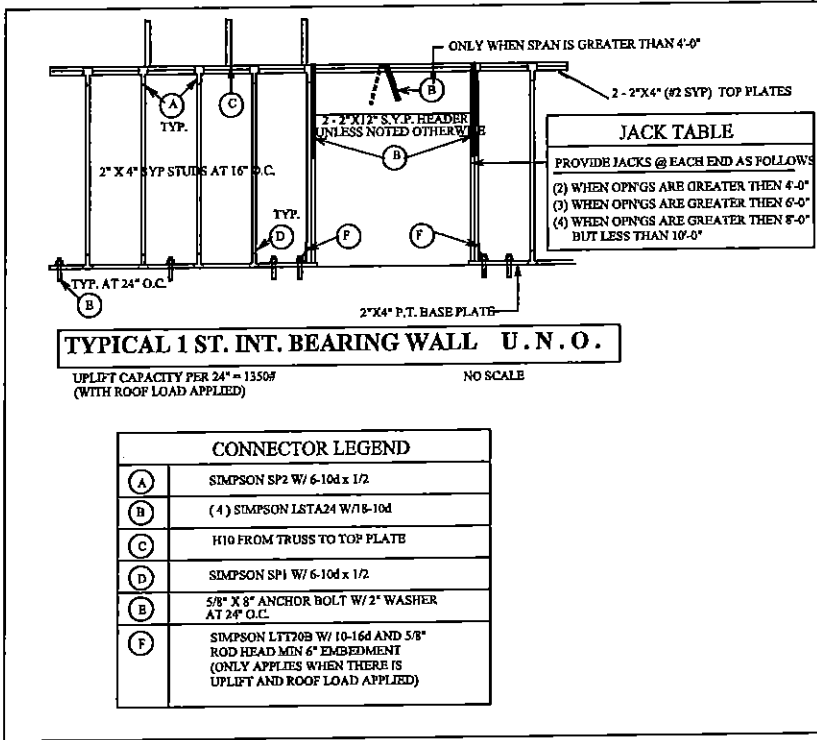 ONLY WHEN SPAN IS GREATER THAN 4'-0"
B
2 - 2"X4" (#2 SYP) TOP PLATES
A
TYP.
C
2 - 2"X12" S.Y.P. HEADER
UNLESS NOTED OTHERWISE
B
2" X 4" SYP STUDS AT 16" O.C.
JACK TABLE
PROVIDE JACKS @ EACH END AS FOLLOWS
(2) WHEN OPN'GS ARE GREATER THEN 4'-0"
(3) WHEN OPN'GS ARE GREATER THEN 6'-0"
(4) WHEN OPN'GS ARE GREATER THEN 8'-0"
BUT LESS THAN 10'-0"
TYP.
D
F
F
TYP. AT 24" O.C.
B
2"X4" P.T. BASE PLATE
TYPICAL 1 ST. INT. BEARING WALL U.N.O.
UPLIFT CAPACITY PER 24" = 1350#
(WITH ROOF LOAD APPLIED)
NO SCALE
CONNECTOR LEGEND
A SIMPSON SP2 W/ 6-10d x 1/2
B (4) SIMPSON LSTA24 W/18-10d
C H10 FROM TRUSS TO TOP PLATE
D SIMPSON SP1 W/ 6-10d x 1/2
B 5/8" X 8" ANCHOR BOLT W/ 2" WASHER
AT 24" O.C.
F SIMPSON LTT20B W/ 10-16d AND 5/8"
ROD HEAD MIN 6" EMBEDMENT
(ONLY APPLIES WHEN THERE IS
UPLIFT AND ROOF LOAD APPLIED)